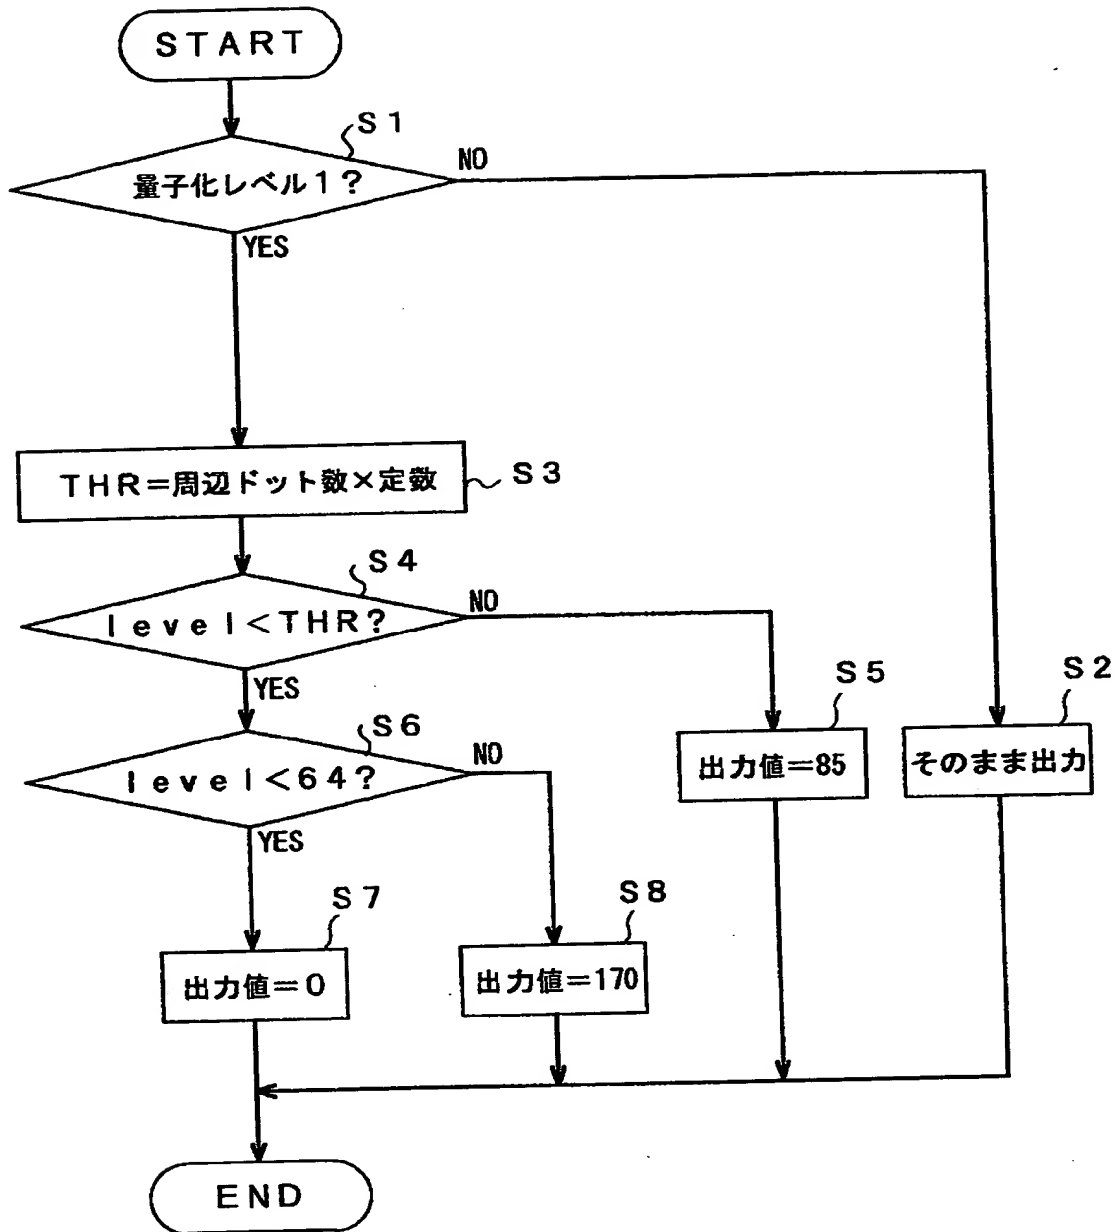 START
S1
量子化レベル1?
NO
YES
THR=周辺ドット数×定数
S3
S4
level<THR?
NO
YES
S5
S2
出力値=85
そのまま出力
S6
level<64?
NO
YES
S7
S8
出力値=0
出力値=170
END